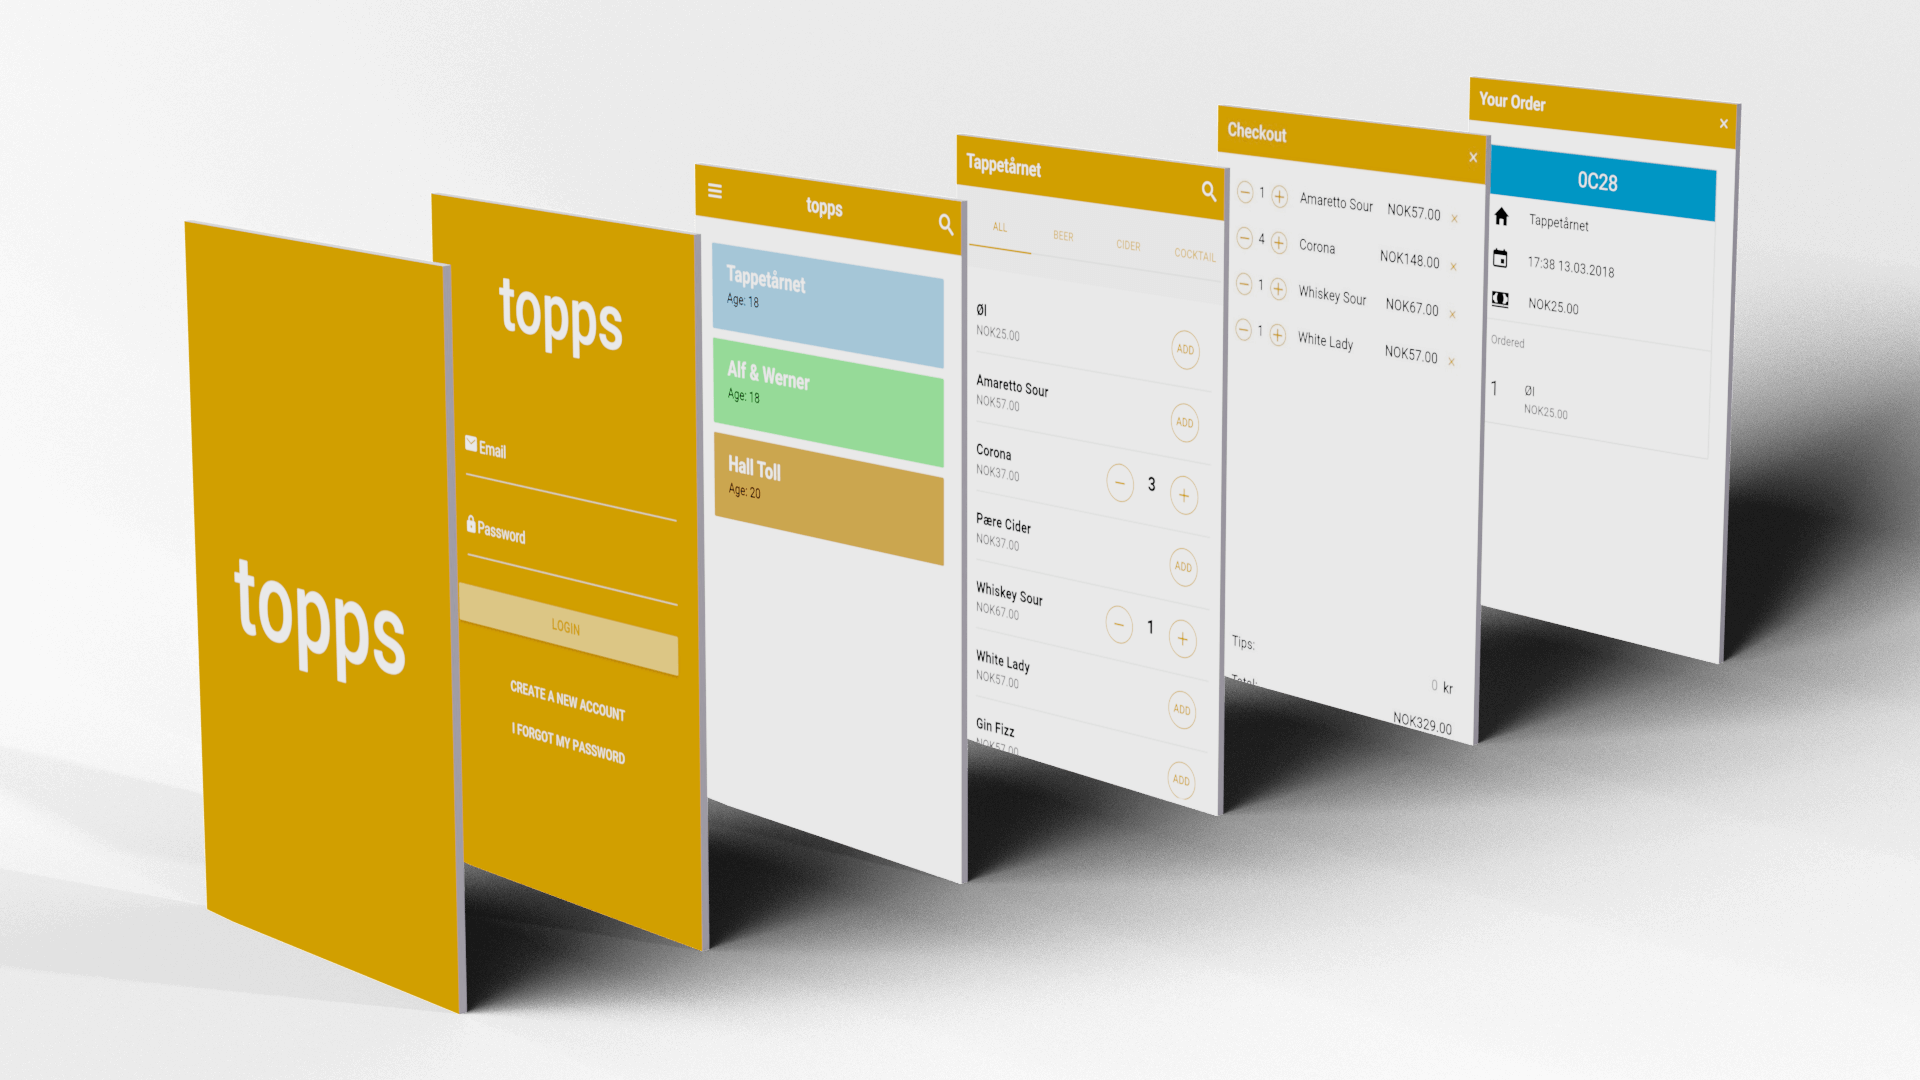 topps
topps
Email
Password
LOGIN
CREATE A NEW ACCOUNT
I FORGOT MY PASSWORD
topps
Tappetårnet
Age: 18
Alf & Werner
Age: 18
Hall Toll
Age: 20
Tappetårnet
ALL BEER CIDER COCKTAIL
Øl
NOK25.00
ADD
Amaretto Sour
NOK57.00
ADD
Corona
NOK37.00
3
Pære Cider
NOK37.00
ADD
Whiskey Sour
NOK67.00
1
White Lady
NOK57.00
ADD
Gin Fizz
NOK57.00
ADD
Checkout
1 Amaretto Sour NOK57.00
4 Corona NOK148.00
1 Whiskey Sour NOK67.00
1 White Lady NOK57.00
Tips:
0 kr
Total:
NOK329.00
Your Order
0C28
Tappetårnet
17:38 13.03.2018
NOK25.00
Ordered
1 Øl
NOK25.00